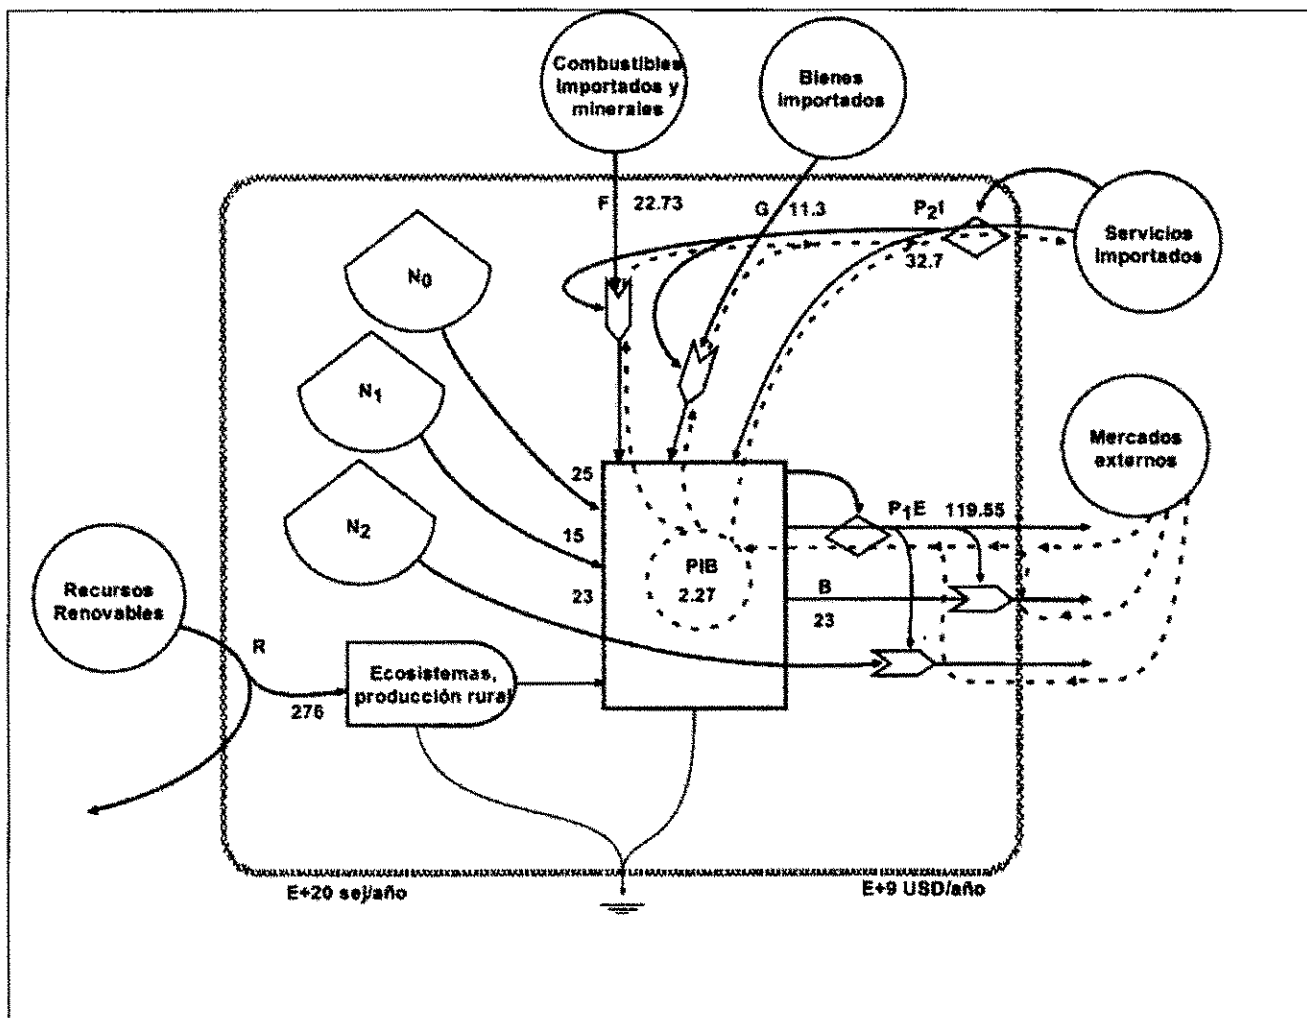 Combustibles
importados y
minerales
Bienes
importados
F 22.73
G 11.3
P2I
32.7
Servicios
Importados
N0
N1
N2
25
15
23
Mercados
externos
P1E 119.55
PIB
2.27
B
23
Recursos
Renovables
R
276
Ecosistemas,
producción rural
E+20 sej/año
E+9 USD/año